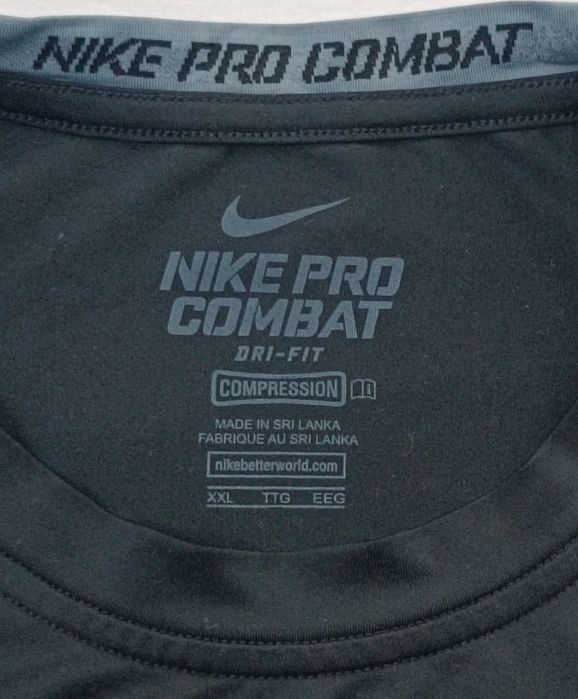 NIKE PRO COMBAT
NIKE PRO
COMBAT
DRI-FIT
COMPRESSION
MADE IN SRI LANKA
FABRIQUE AU SRI LANKA
nikebetterworld.com
XXL TTG EEG